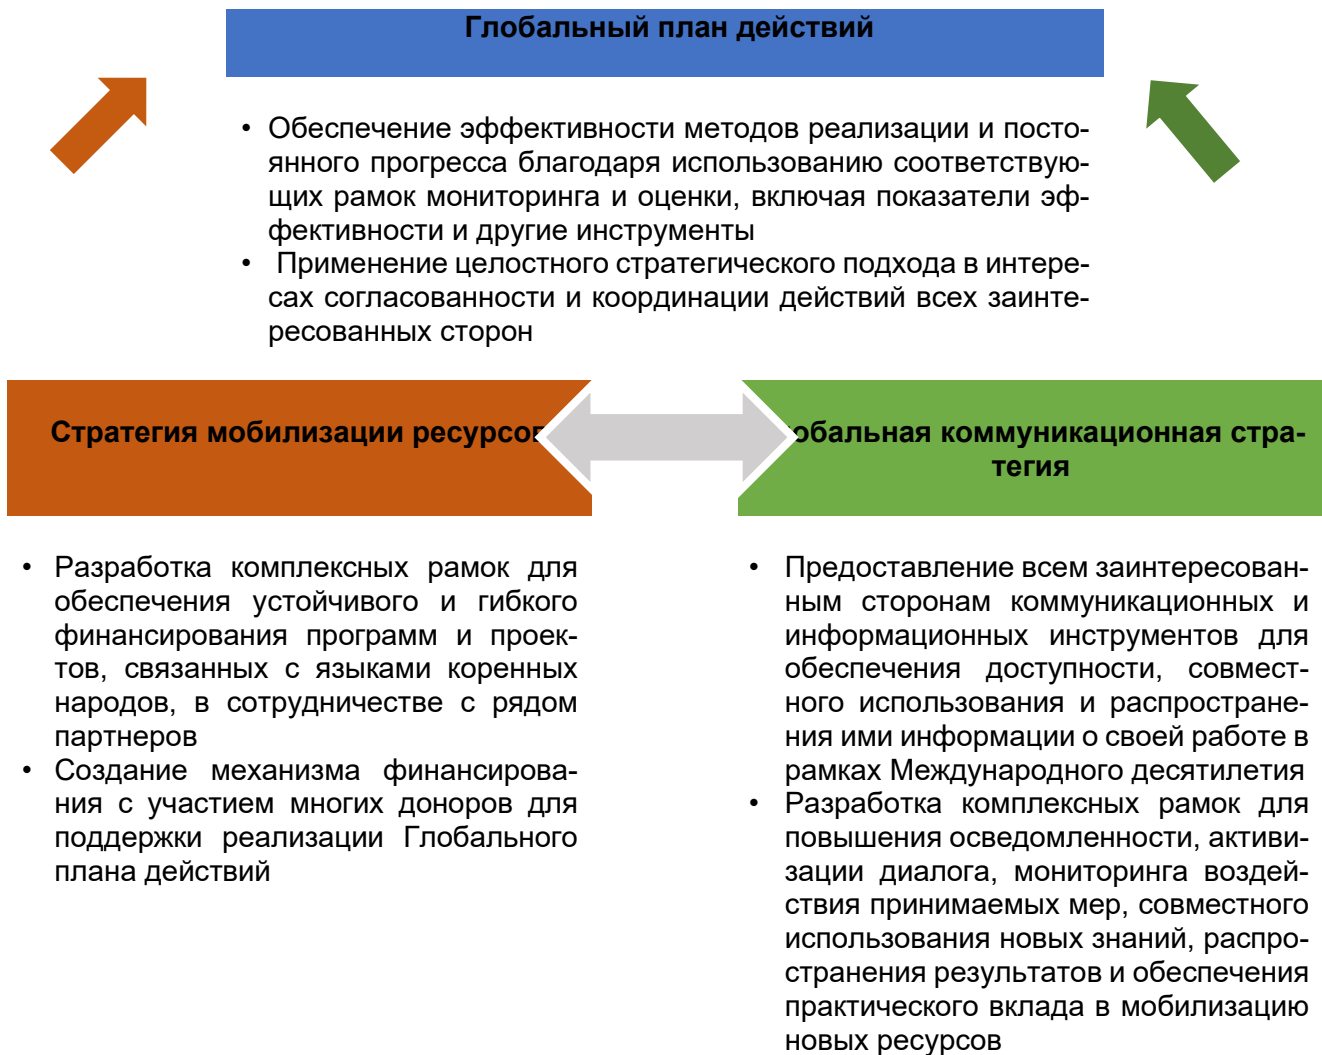 Глобальный план действий
• Обеспечение эффективности методов реализации и посто-
янного прогресса благодаря использованию соответствую-
щих рамок мониторинга и оценки, включая показатели эф-
фективности и другие инструменты
• Применение целостного стратегического подхода в интере-
сах согласованности и координации действий всех заинте-
ресованных сторон
Стратегия мобилизации ресурсов
обальная коммуникационная стра-
тегия
• Разработка комплексных рамок для
обеспечения устойчивого и гибкого
финансирования программ и проек-
тов, связанных с языками коренных
народов, в сотрудничестве с рядом
партнеров
• Создание механизма финансирова-
ния с участием многих доноров для
поддержки реализации Глобального
плана действий
• Предоставление всем заинтересован-
ным сторонам коммуникационных и
информационных инструментов для
обеспечения доступности, совмест-
ного использования и распростране-
ния ими информации о своей работе в
рамках Международного десятилетия
• Разработка комплексных рамок для
повышения осведомленности, активи-
зации диалога, мониторинга воздей-
ствия принимаемых мер, совместного
использования новых знаний, распро-
странения результатов и обеспечения
практического вклада в мобилизацию
новых ресурсов